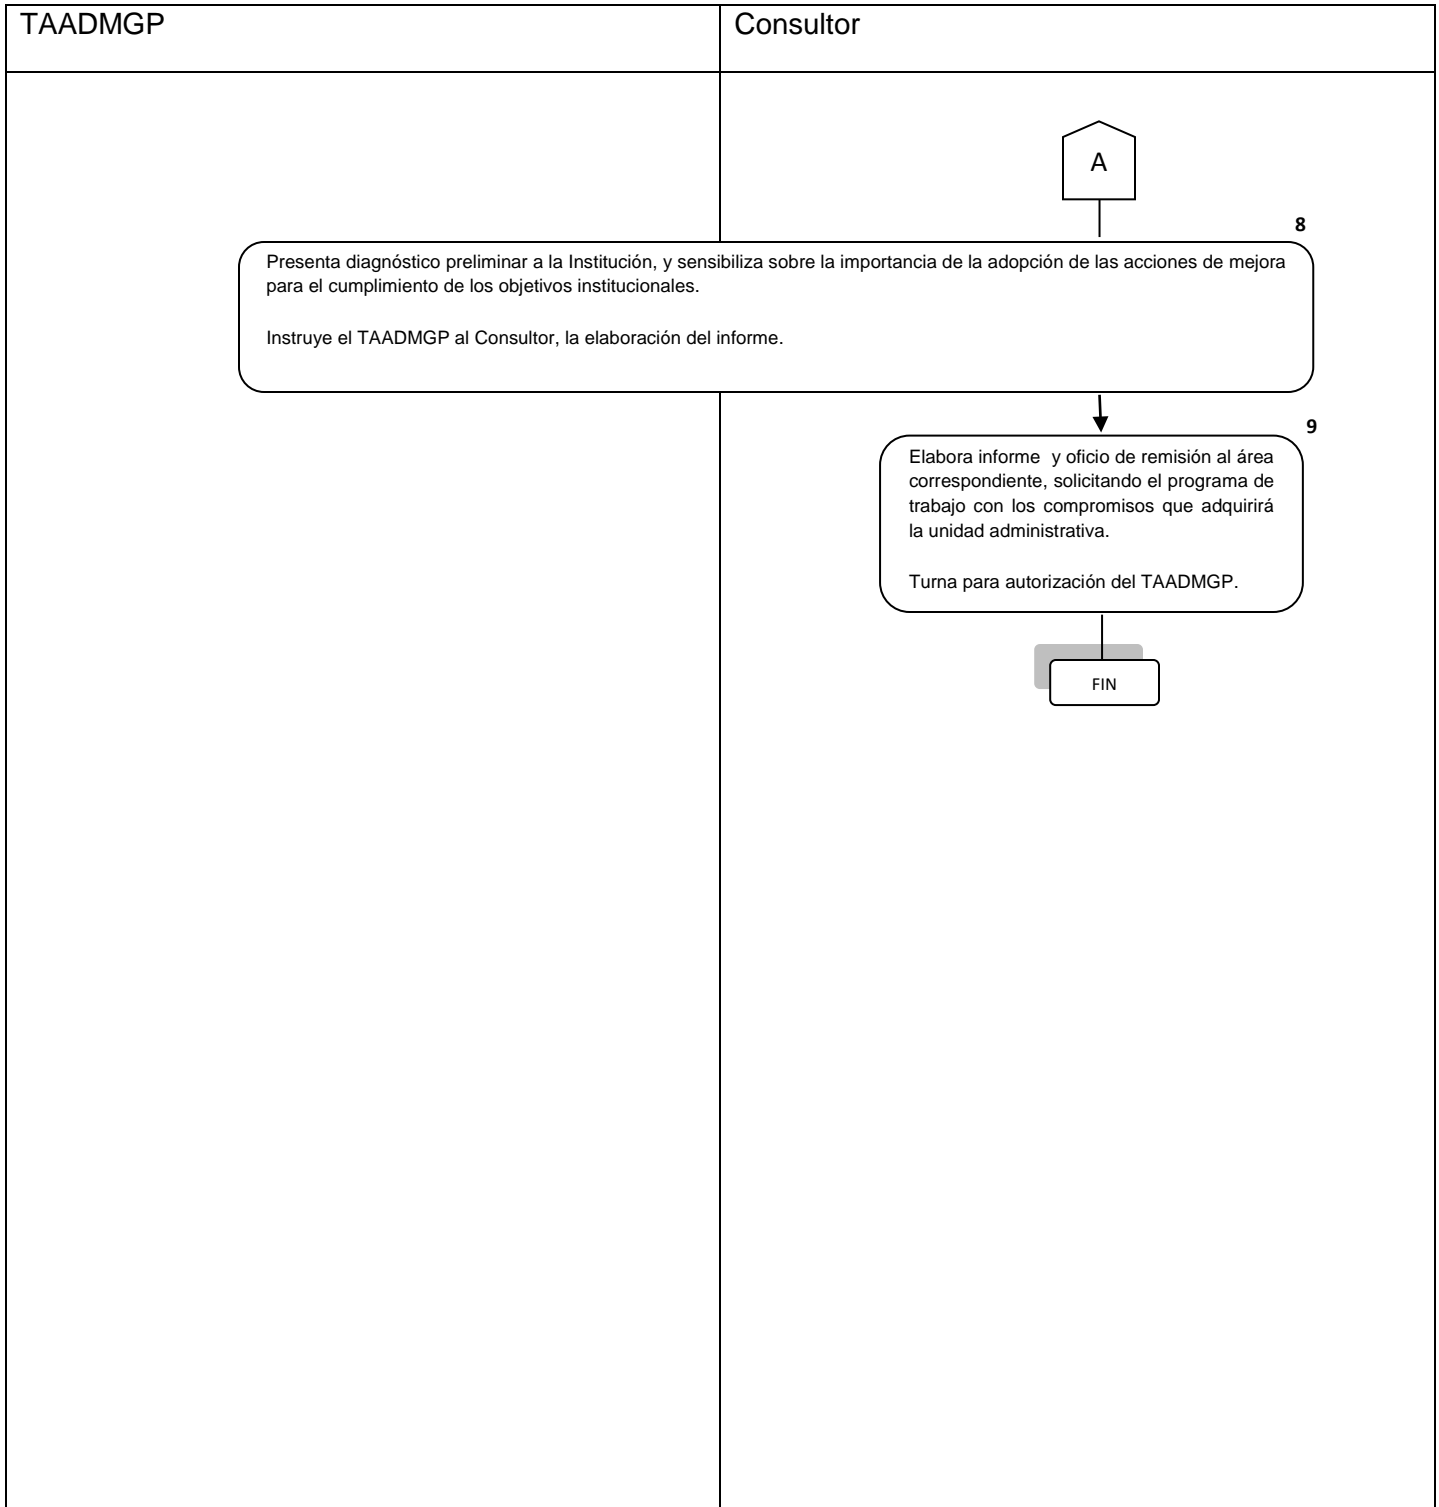 TAADMGP
Consultor
A
8
Presenta diagnóstico preliminar a la Institución, y sensibiliza sobre la importancia de la adopción de las acciones de mejora
para el cumplimiento de los objetivos institucionales.
Instruye el TAADMGP al Consultor, la elaboración del informe.
9
Elabora informe y oficio de remisión al área
correspondiente, solicitando el programa de
trabajo con los compromisos que adquirirá
la unidad administrativa.
Turna para autorización del TAADMGP.
FIN